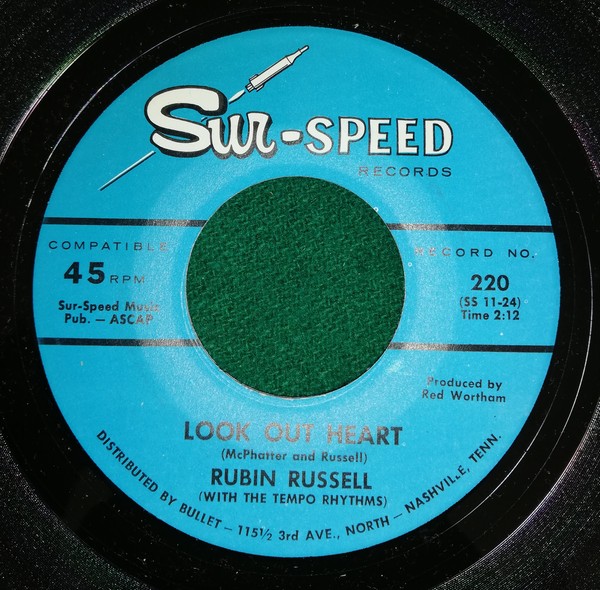 Sur-SPEED
RECORDS
COMPATIBLE
45 RPM
Sur-Speed Music
Pub. — ASCAP
RECORD NO.
220
(SS 11-24)
Time 2:12
Produced by
Red Wortham
LOOK OUT HEART
(McPhatter and Russell)
RUBIN RUSSELL
(WITH THE TEMPO RHYTHMS)
DISTRIBUTED BY BULLET — 115½ 3rd AVE., NORTH — NASHVILLE, TENN.